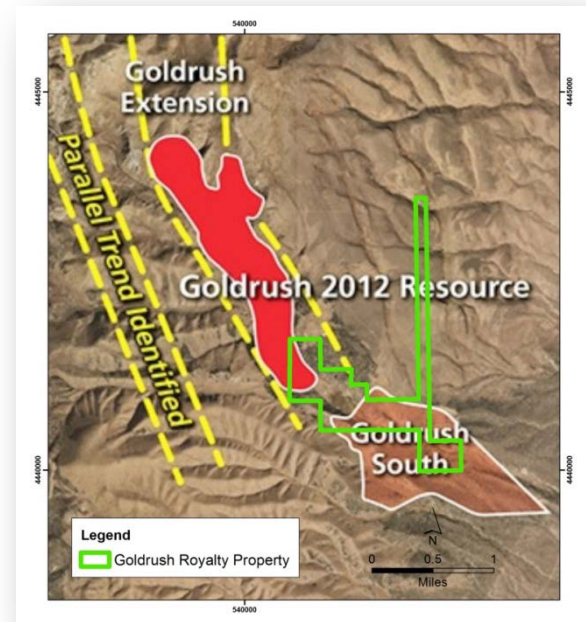 540000
4445000
4445000
Goldrush
Extension
Parallel Trend Identified
Goldrush 2012 Resource
Goldrush
South
4440000
4440000
Legend
Goldrush Royalty Property
N
0 0.5 1
Miles
540000